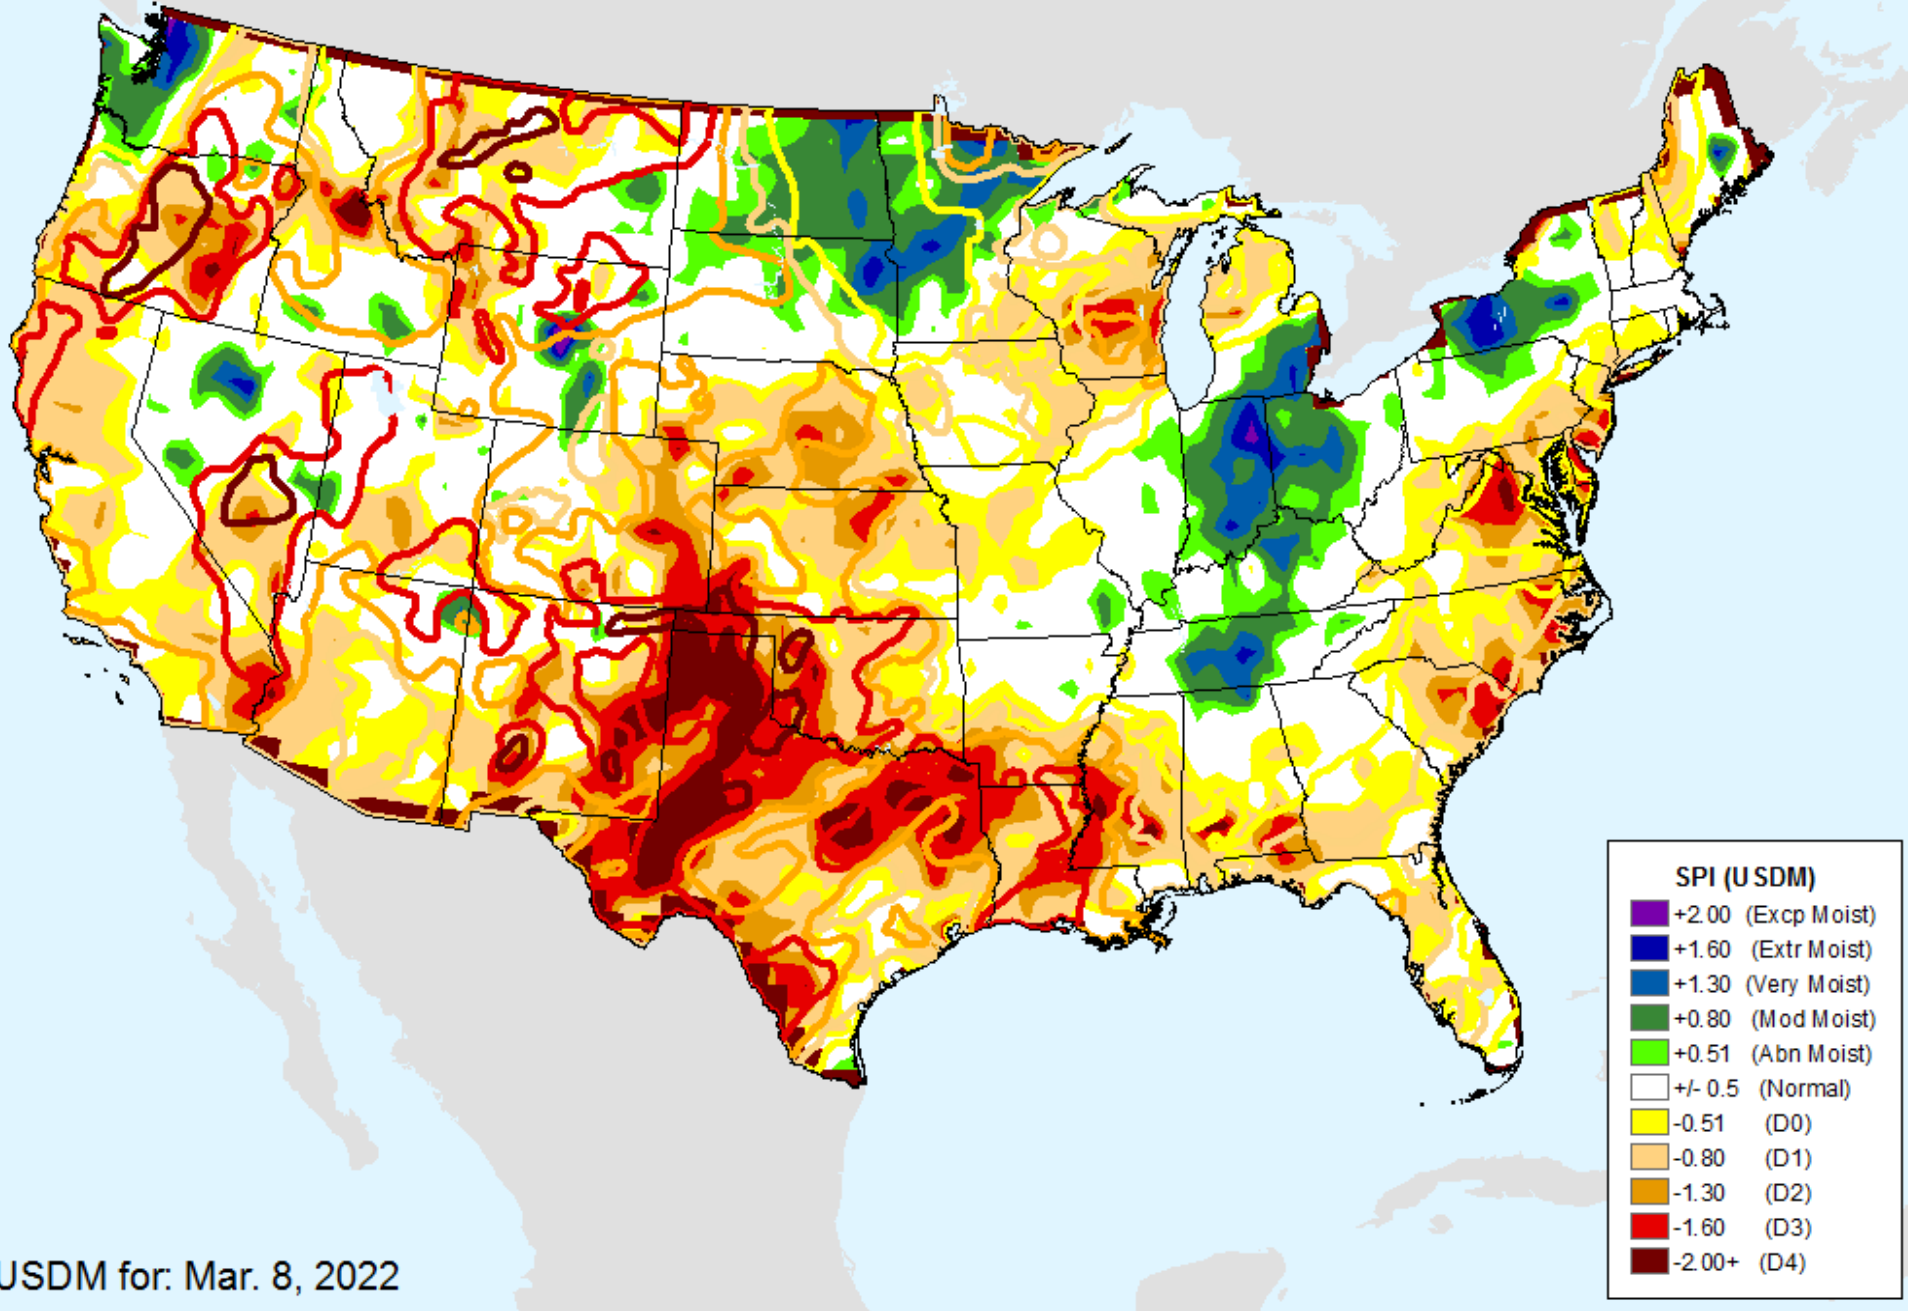 SPI (USDM)
+2.00 (Excp Moist)
+1.60 (Extr Moist)
+1.30 (Very Moist)
+0.80 (Mod Moist)
+0.51 (Abn Moist)
+/- 0.5 (Normal)
-0.51 (D0)
-0.80 (D1)
-1.30 (D2)
-1.60 (D3)
-2.00+ (D4)
USDM for: Mar. 8, 2022